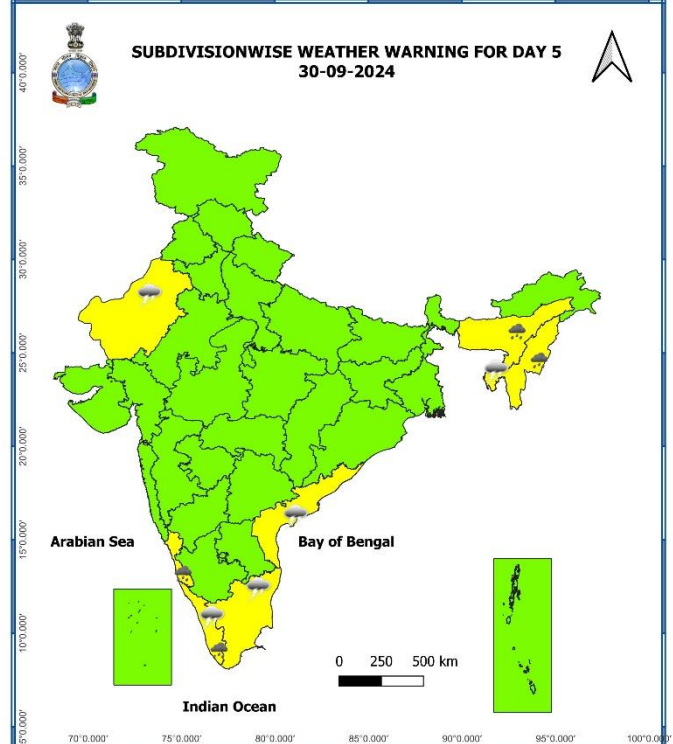 SUBDIVISIONWISE WEATHER WARNING FOR DAY 5
30-09-2024
40°0.000'
35°0.000'
30°0.000'
25°0.000'
20°0.000'
15°0.000'
10°0.000'
5°0.000'
Arabian Sea
Bay of Bengal
0 250 500 km
Indian Ocean
70°0.000' 75°0.000' 80°0.000' 85°0.000' 90°0.000' 95°0.000' 100°0.000'